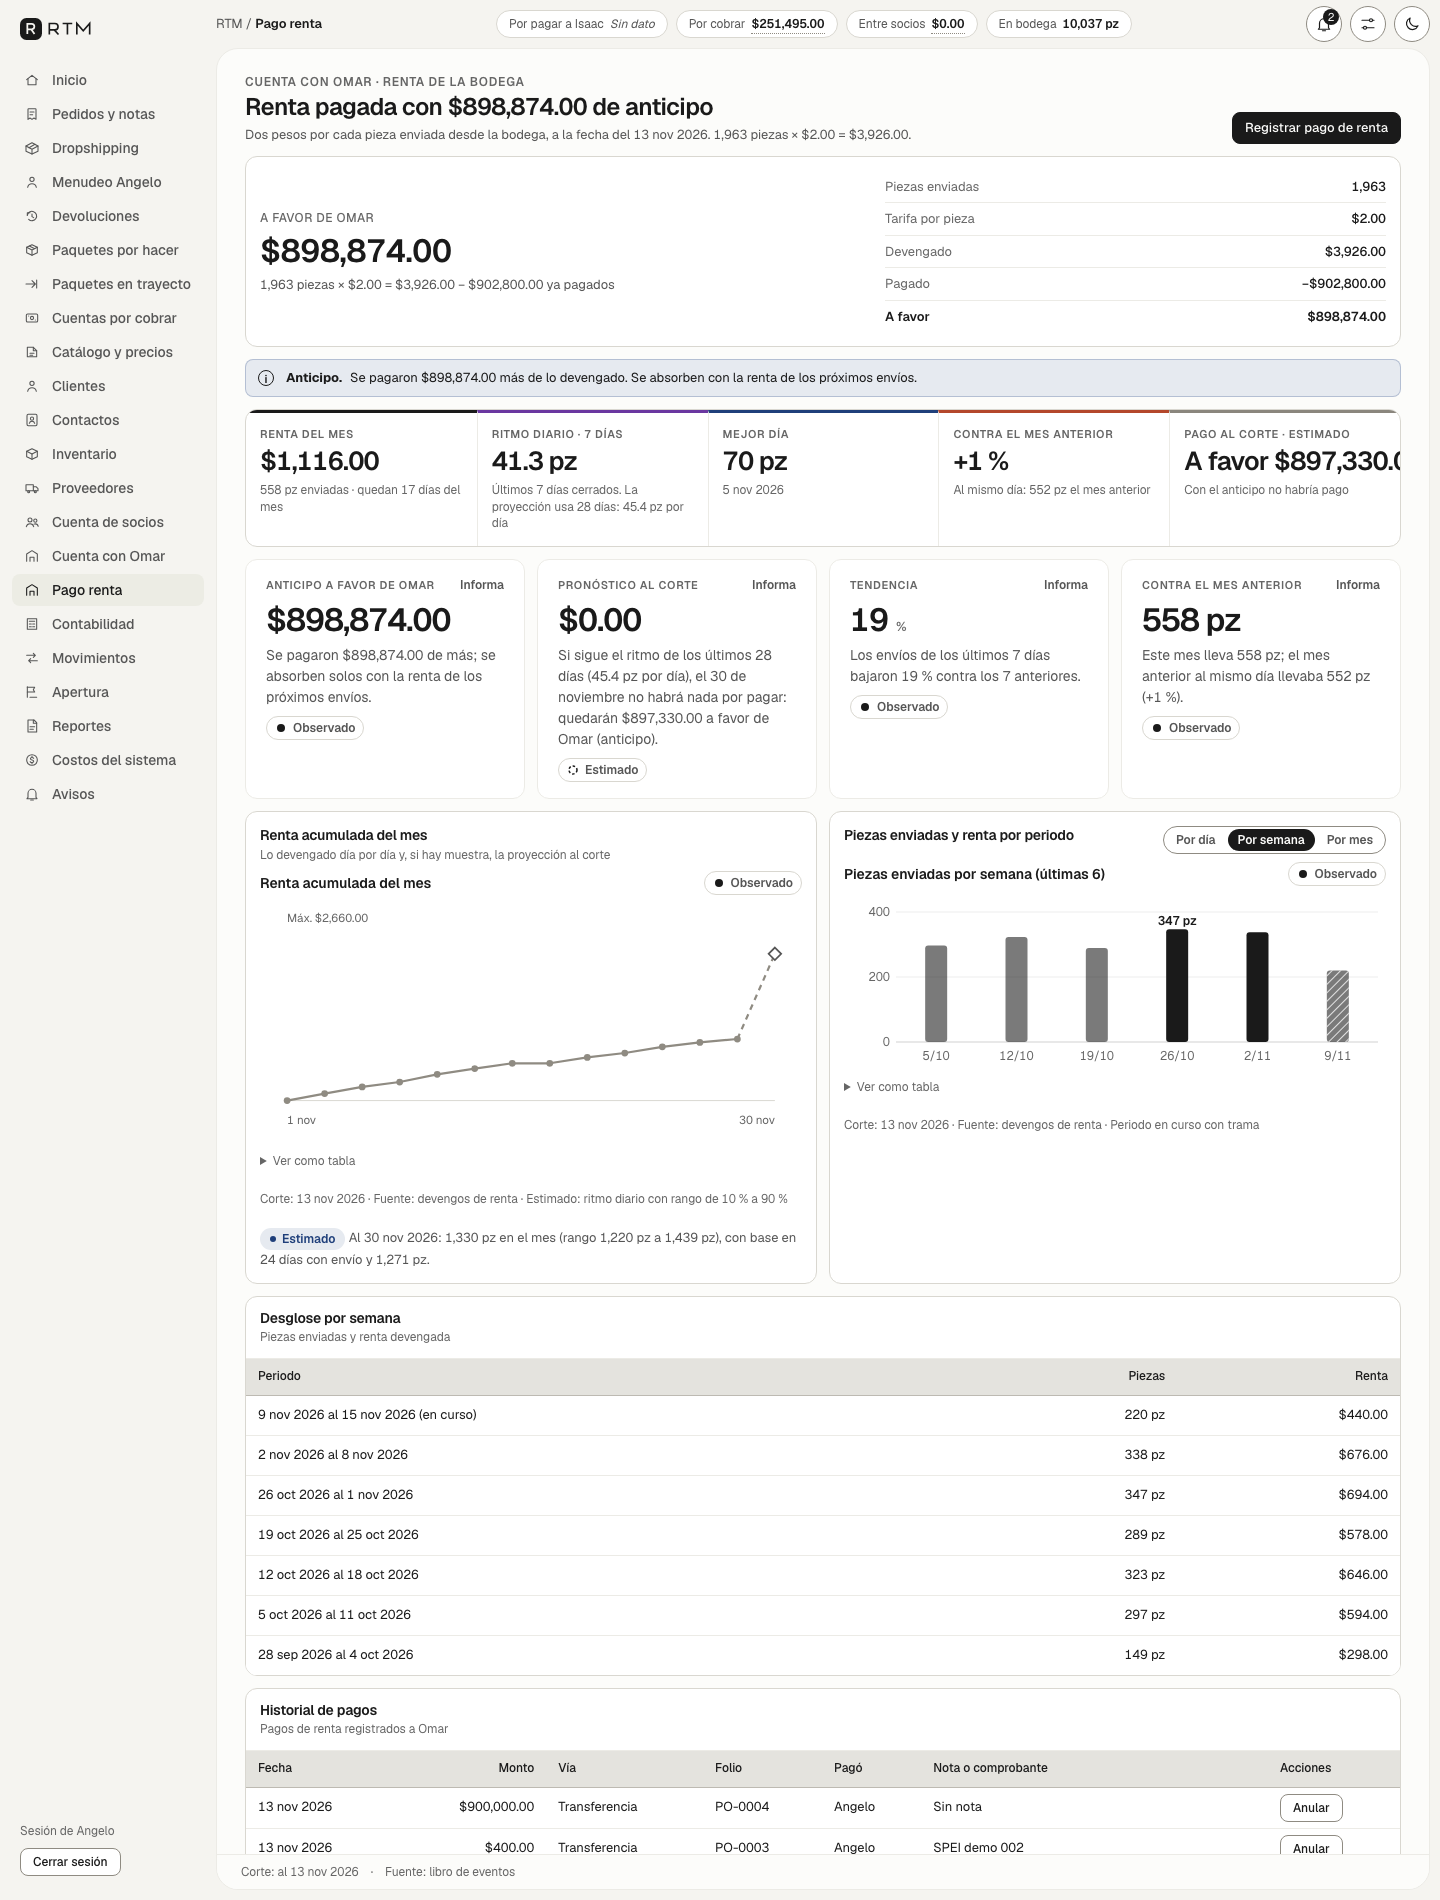 R RTM
RTM / Pago renta
Por pagar a Isaac Sin dato
Por cobrar $251,495.00
Entre socios $0.00
En bodega 10,037 pz
2
Inicio
Pedidos y notas
Dropshipping
Menudeo Angelo
Devoluciones
Paquetes por hacer
Paquetes en trayecto
Cuentas por cobrar
Catálogo y precios
Clientes
Contactos
Inventario
Proveedores
Cuenta de socios
Cuenta con Omar
Pago renta
Contabilidad
Movimientos
Apertura
Reportes
Costos del sistema
Avisos
Sesión de Angelo
Cerrar sesión
CUENTA CON OMAR · RENTA DE LA BODEGA
Renta pagada con $898,874.00 de anticipo
Dos pesos por cada pieza enviada desde la bodega, a la fecha del 13 nov 2026. 1,963 piezas × $2.00 = $3,926.00.
Registrar pago de renta
A FAVOR DE OMAR
$898,874.00
1,963 piezas × $2.00 = $3,926.00 − $902,800.00 ya pagados
Piezas enviadas 1,963
Tarifa por pieza $2.00
Devengado $3,926.00
Pagado −$902,800.00
A favor $898,874.00
Anticipo. Se pagaron $898,874.00 más de lo devengado. Se absorben con la renta de los próximos envíos.
RENTA DEL MES
$1,116.00
558 pz enviadas · quedan 17 días del
mes
RITMO DIARIO · 7 DÍAS
41.3 pz
Últimos 7 días cerrados. La
proyección usa 28 días: 45.4 pz por
día
MEJOR DÍA
70 pz
5 nov 2026
CONTRA EL MES ANTERIOR
+1 %
Al mismo día: 552 pz el mes anterior
PAGO AL CORTE · ESTIMADO
A favor $897,330.0
Con el anticipo no habría pago
ANTICIPO A FAVOR DE OMAR Informa
$898,874.00
Se pagaron $898,874.00 de más; se
absorben solos con la renta de los
próximos envíos.
Observado
PRONÓSTICO AL CORTE Informa
$0.00
Si sigue el ritmo de los últimos 28
días (45.4 pz por día), el 30 de
noviembre no habrá nada por pagar:
quedarán $897,330.00 a favor de
Omar (anticipo).
Estimado
TENDENCIA Informa
19 %
Los envíos de los últimos 7 días
bajaron 19 % contra los 7 anteriores.
Observado
CONTRA EL MES ANTERIOR Informa
558 pz
Este mes lleva 558 pz; el mes
anterior al mismo día llevaba 552 pz
(+1 %).
Observado
Renta acumulada del mes
Lo devengado día por día y, si hay muestra, la proyección al corte
Renta acumulada del mes Observado
Máx. $2,660.00
1 nov 30 nov
Ver como tabla
Corte: 13 nov 2026 · Fuente: devengos de renta · Estimado: ritmo diario con rango de 10 % a 90 %
Estimado Al 30 nov 2026: 1,330 pz en el mes (rango 1,220 pz a 1,439 pz), con base en
24 días con envío y 1,271 pz.
Piezas enviadas y renta por periodo
Por día Por semana Por mes
Piezas enviadas por semana (últimas 6) Observado
400
347 pz
200
0
5/10 12/10 19/10 26/10 2/11 9/11
Ver como tabla
Corte: 13 nov 2026 · Fuente: devengos de renta · Periodo en curso con trama
Desglose por semana
Piezas enviadas y renta devengada
Periodo Piezas Renta
9 nov 2026 al 15 nov 2026 (en curso) 220 pz $440.00
2 nov 2026 al 8 nov 2026 338 pz $676.00
26 oct 2026 al 1 nov 2026 347 pz $694.00
19 oct 2026 al 25 oct 2026 289 pz $578.00
12 oct 2026 al 18 oct 2026 323 pz $646.00
5 oct 2026 al 11 oct 2026 297 pz $594.00
28 sep 2026 al 4 oct 2026 149 pz $298.00
Historial de pagos
Pagos de renta registrados a Omar
Fecha Monto Vía Folio Pagó Nota o comprobante Acciones
13 nov 2026 $900,000.00 Transferencia PO-0004 Angelo Sin nota Anular
13 nov 2026 $400.00 Transferencia PO-0003 Angelo SPEI demo 002 Anular
Corte: al 13 nov 2026 · Fuente: libro de eventos